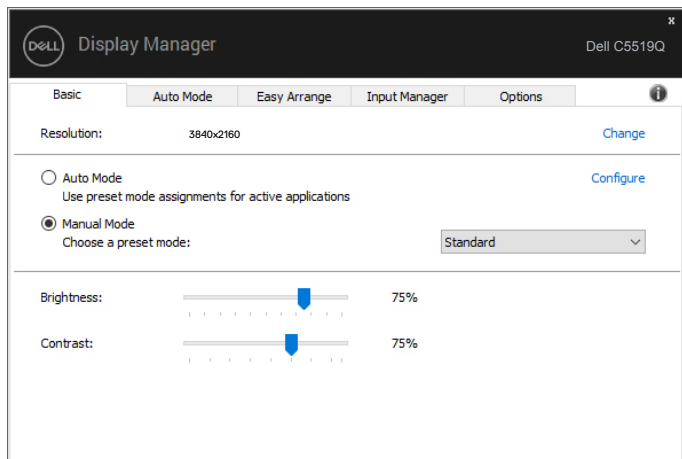 x
DELL Display Manager Dell C5519Q
Basic Auto Mode Easy Arrange Input Manager Options i
Resolution: 3840x2160 Change
Auto Mode Configure
Use preset mode assignments for active applications
Manual Mode
Choose a preset mode: Standard
Brightness: 75%
Contrast: 75%